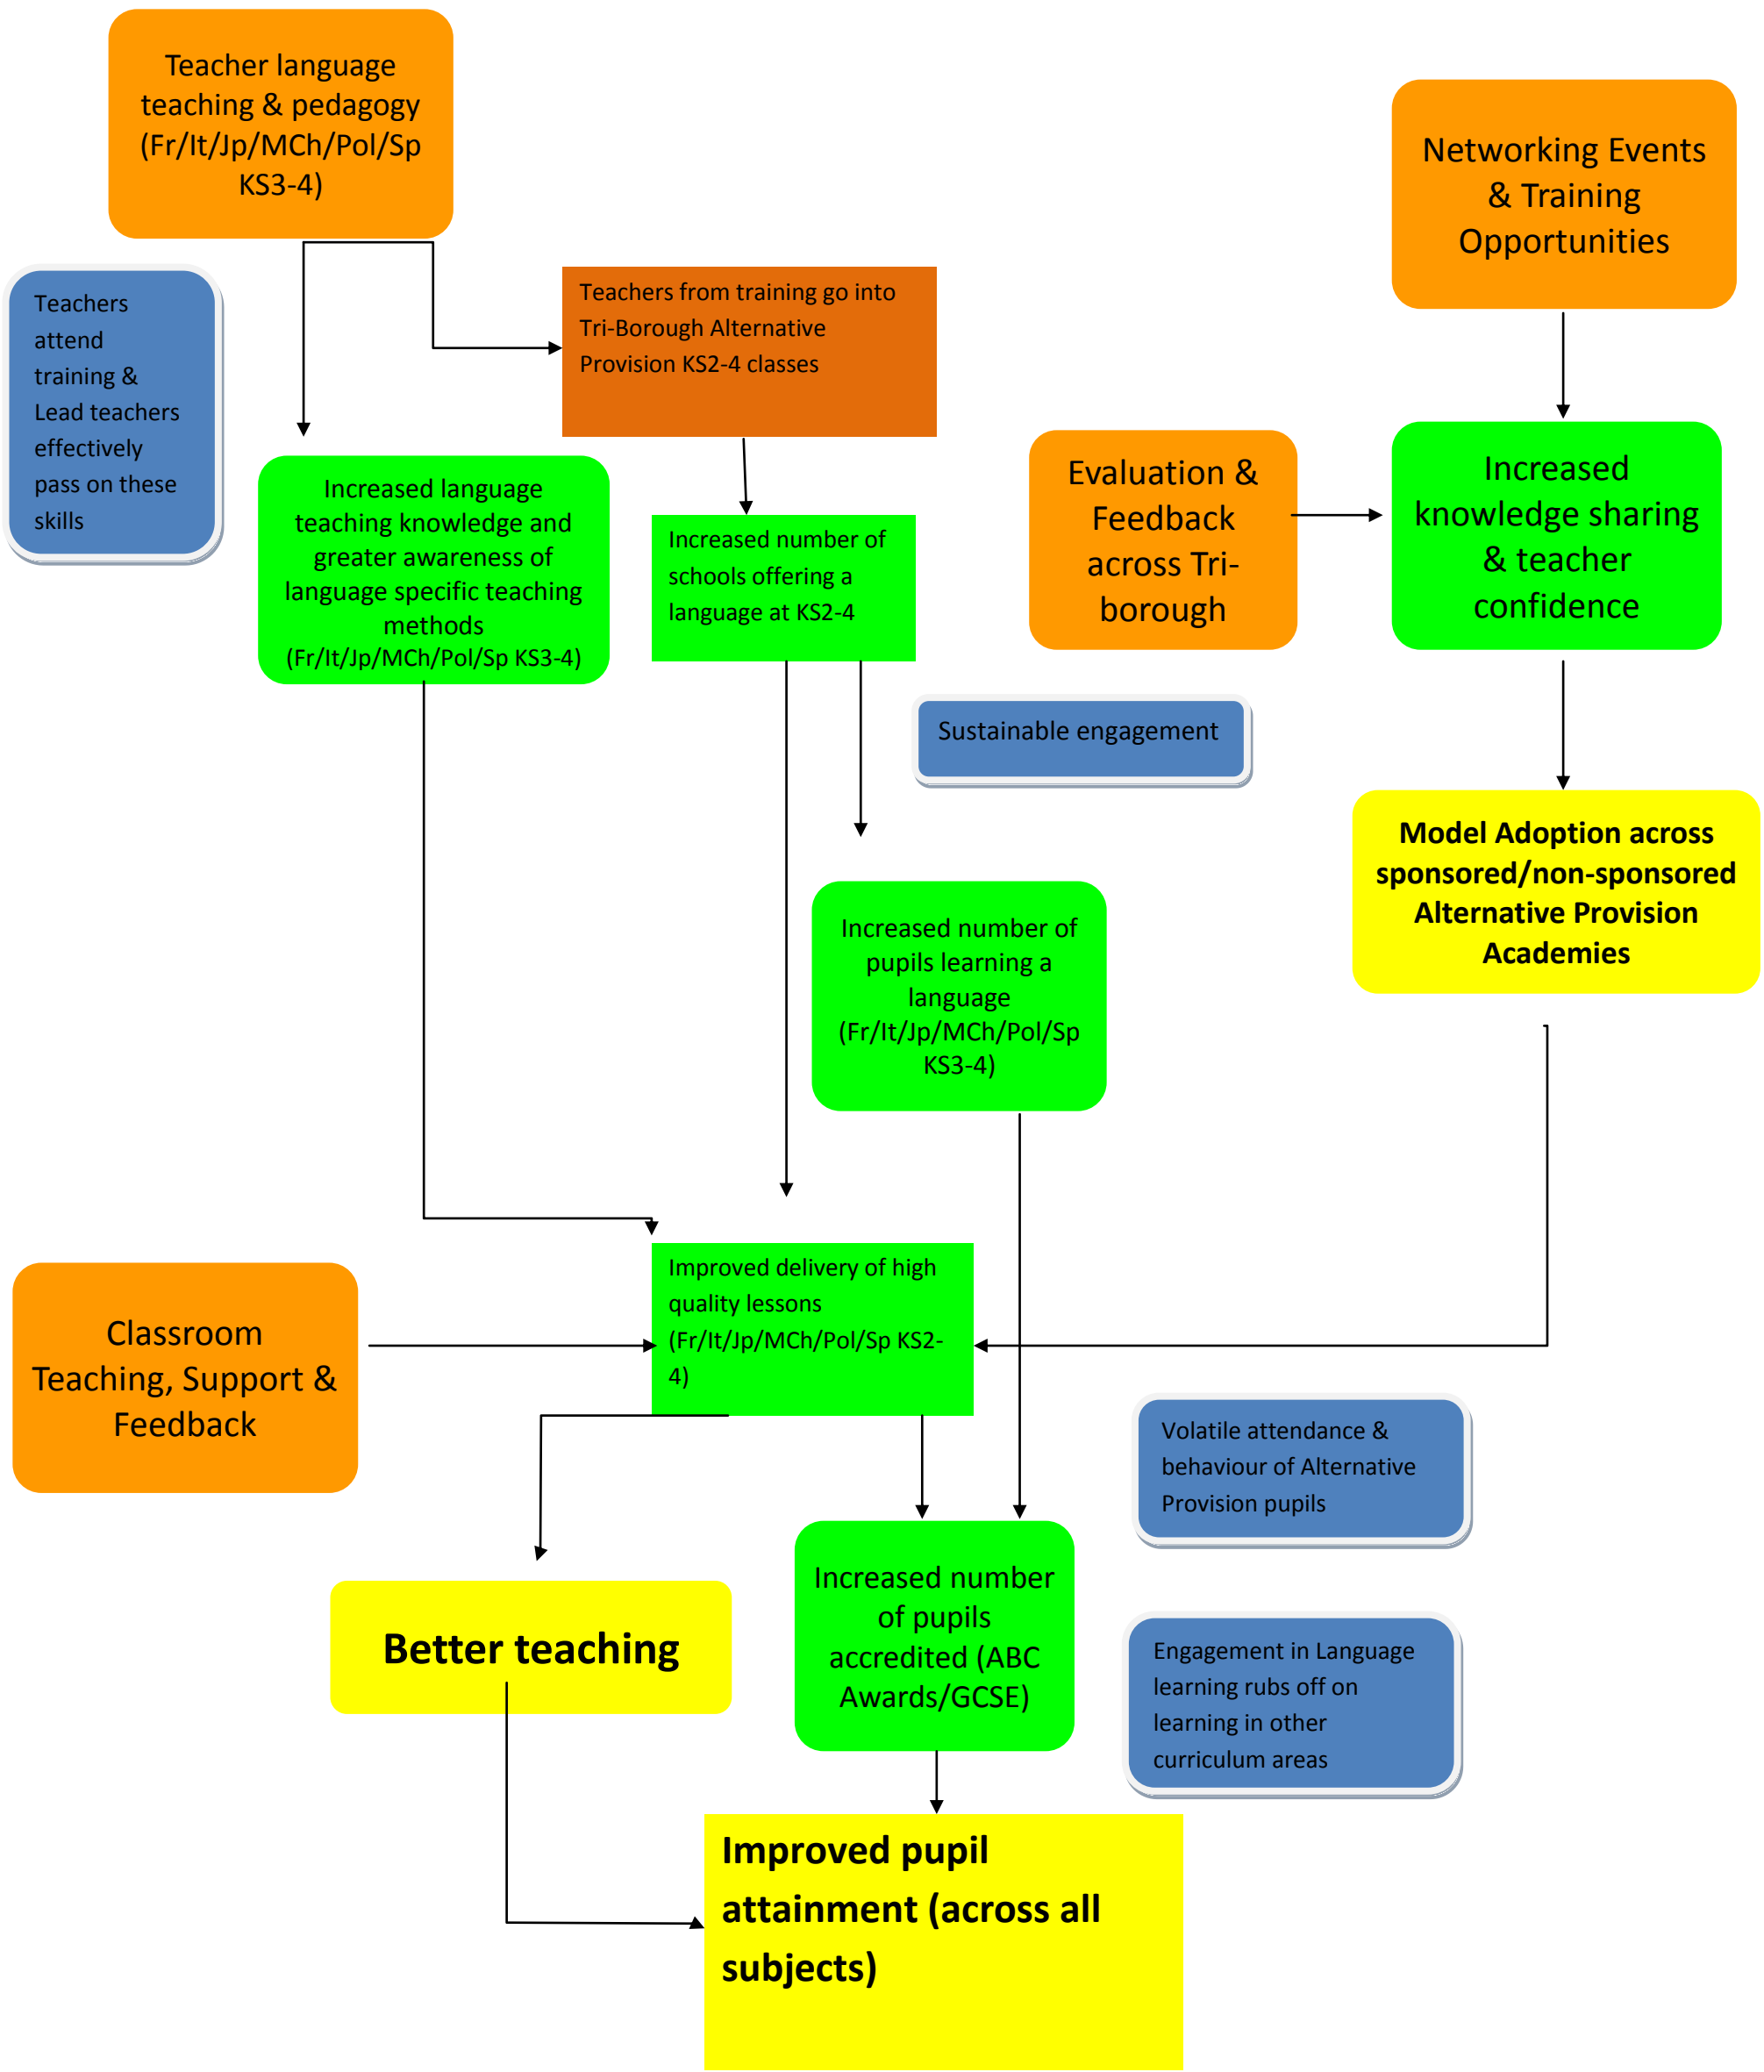 Teacher language
teaching & pedagogy
(Fr/It/Jp/MCh/Pol/Sp
KS3-4)
Networking Events
& Training
Opportunities
Teachers
attend
training &
Lead teachers
effectively
pass on these
skills
Teachers from training go into
Tri-Borough Alternative
Provision KS2-4 classes
Increased language
teaching knowledge and
greater awareness of
language specific teaching
methods
(Fr/It/Jp/MCh/Pol/Sp KS3-4)
Increased number of
schools offering a
language at KS2-4
Evaluation &
Feedback
across Tri-
borough
Increased
knowledge sharing
& teacher
confidence
Sustainable engagement
Model Adoption across
sponsored/non-sponsored
Alternative Provision
Academies
Increased number of
pupils learning a
language
(Fr/It/Jp/MCh/Pol/Sp
KS3-4)
Classroom
Teaching, Support &
Feedback
Improved delivery of high
quality lessons
(Fr/It/Jp/MCh/Pol/Sp KS2-
4)
Volatile attendance &
behaviour of Alternative
Provision pupils
Better teaching
Increased number
of pupils
accredited (ABC
Awards/GCSE)
Engagement in Language
learning rubs off on
learning in other
curriculum areas
Improved pupil
attainment (across all
subjects)